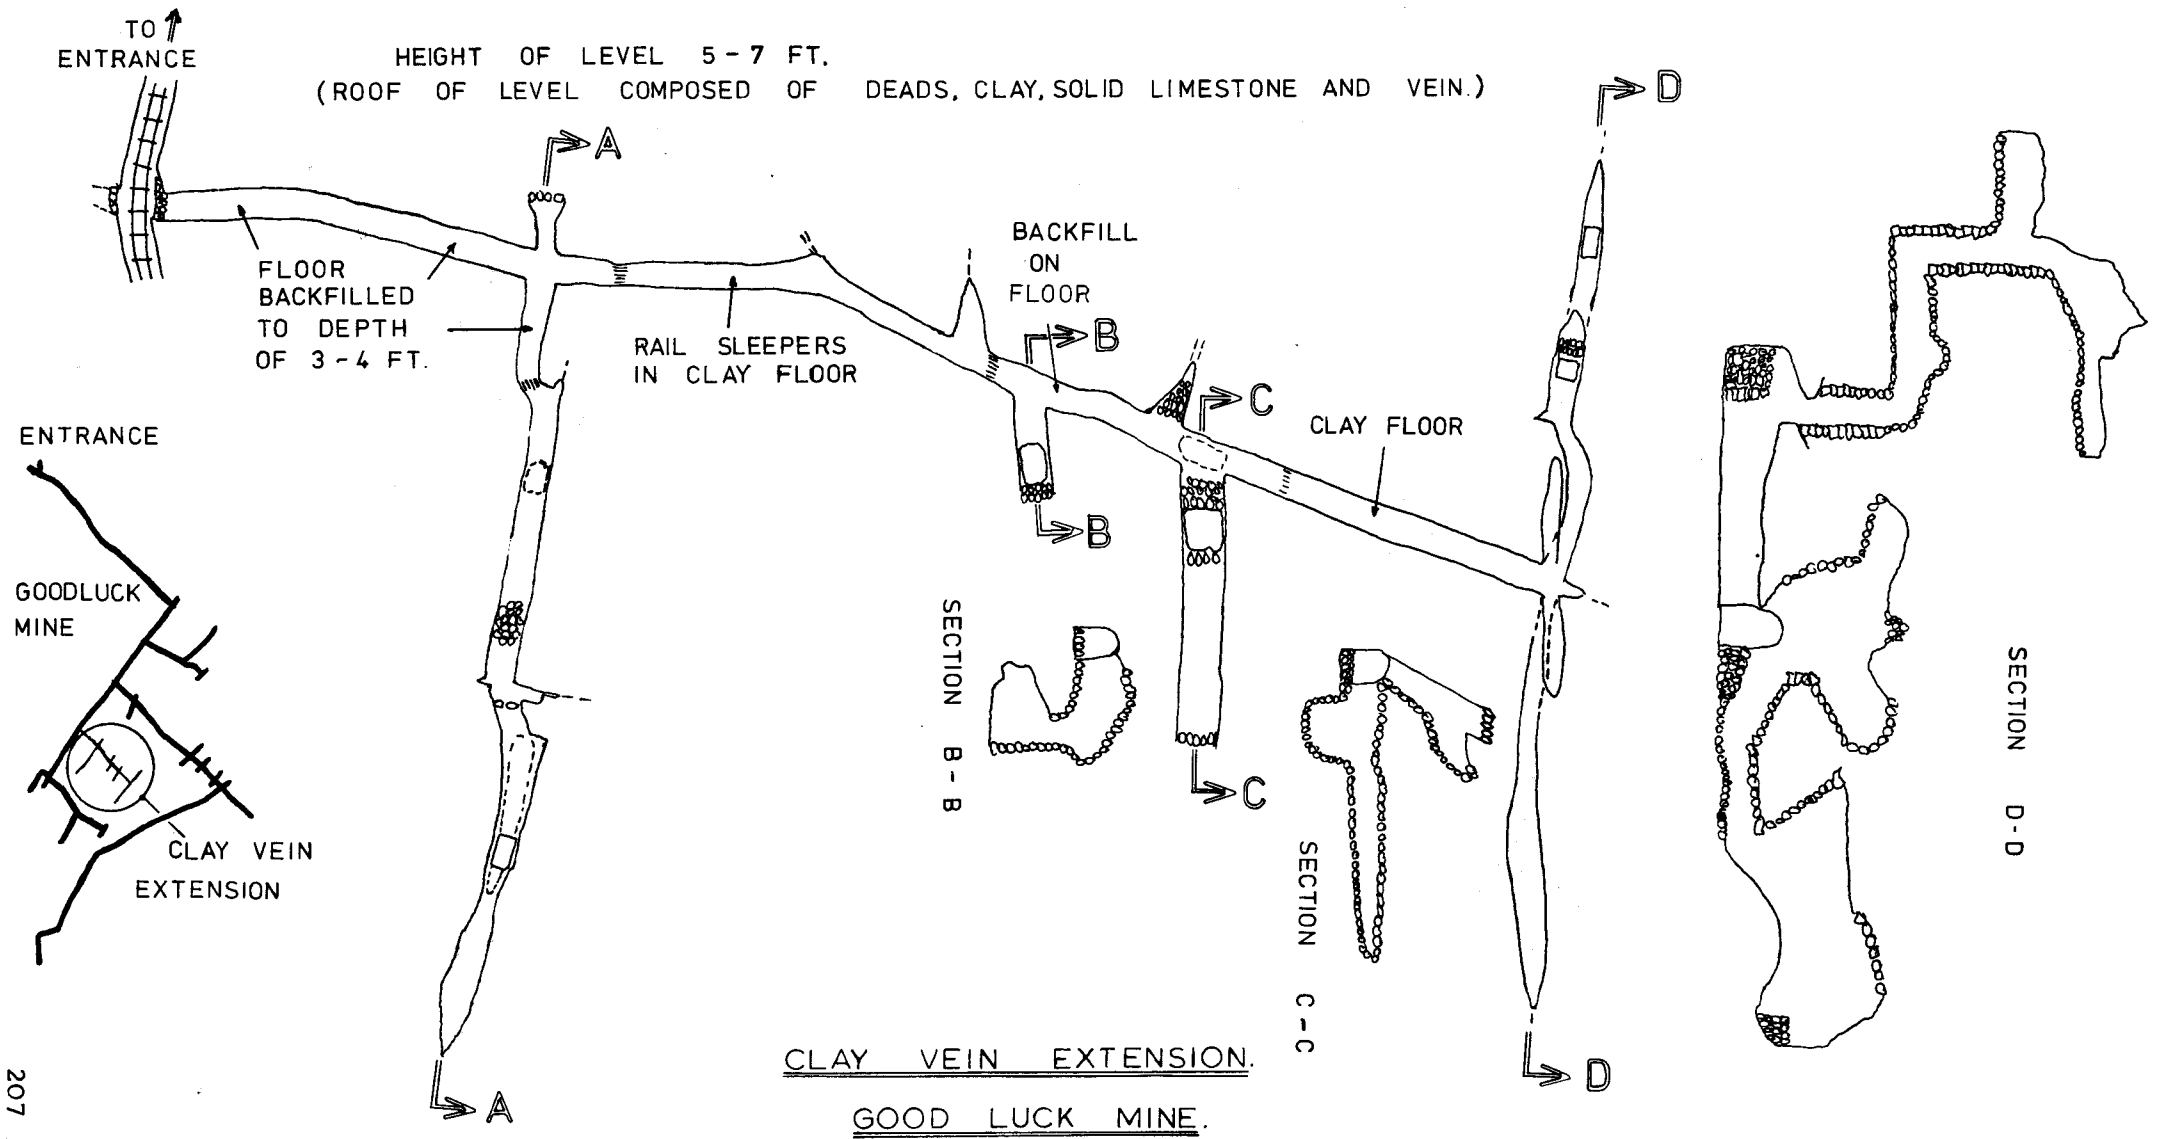 TO
ENTRANCE
HEIGHT OF LEVEL 5-7 FT.
(ROOF OF LEVEL COMPOSED OF DEADS, CLAY, SOLID LIMESTONE AND VEIN.)
D
A
BACKFILL
ON
FLOOR
FLOOR
BACKFILLED
TO DEPTH
OF 3-4 FT.
RAIL SLEEPERS
IN CLAY FLOOR
B
C
CLAY FLOOR
ENTRANCE
GOODLUCK
MINE
B
SECTION B-B
C
SECTION C-C
SECTION D-D
CLAY VEIN
EXTENSION
A
D
CLAY VEIN EXTENSION.
GOOD LUCK MINE.
207